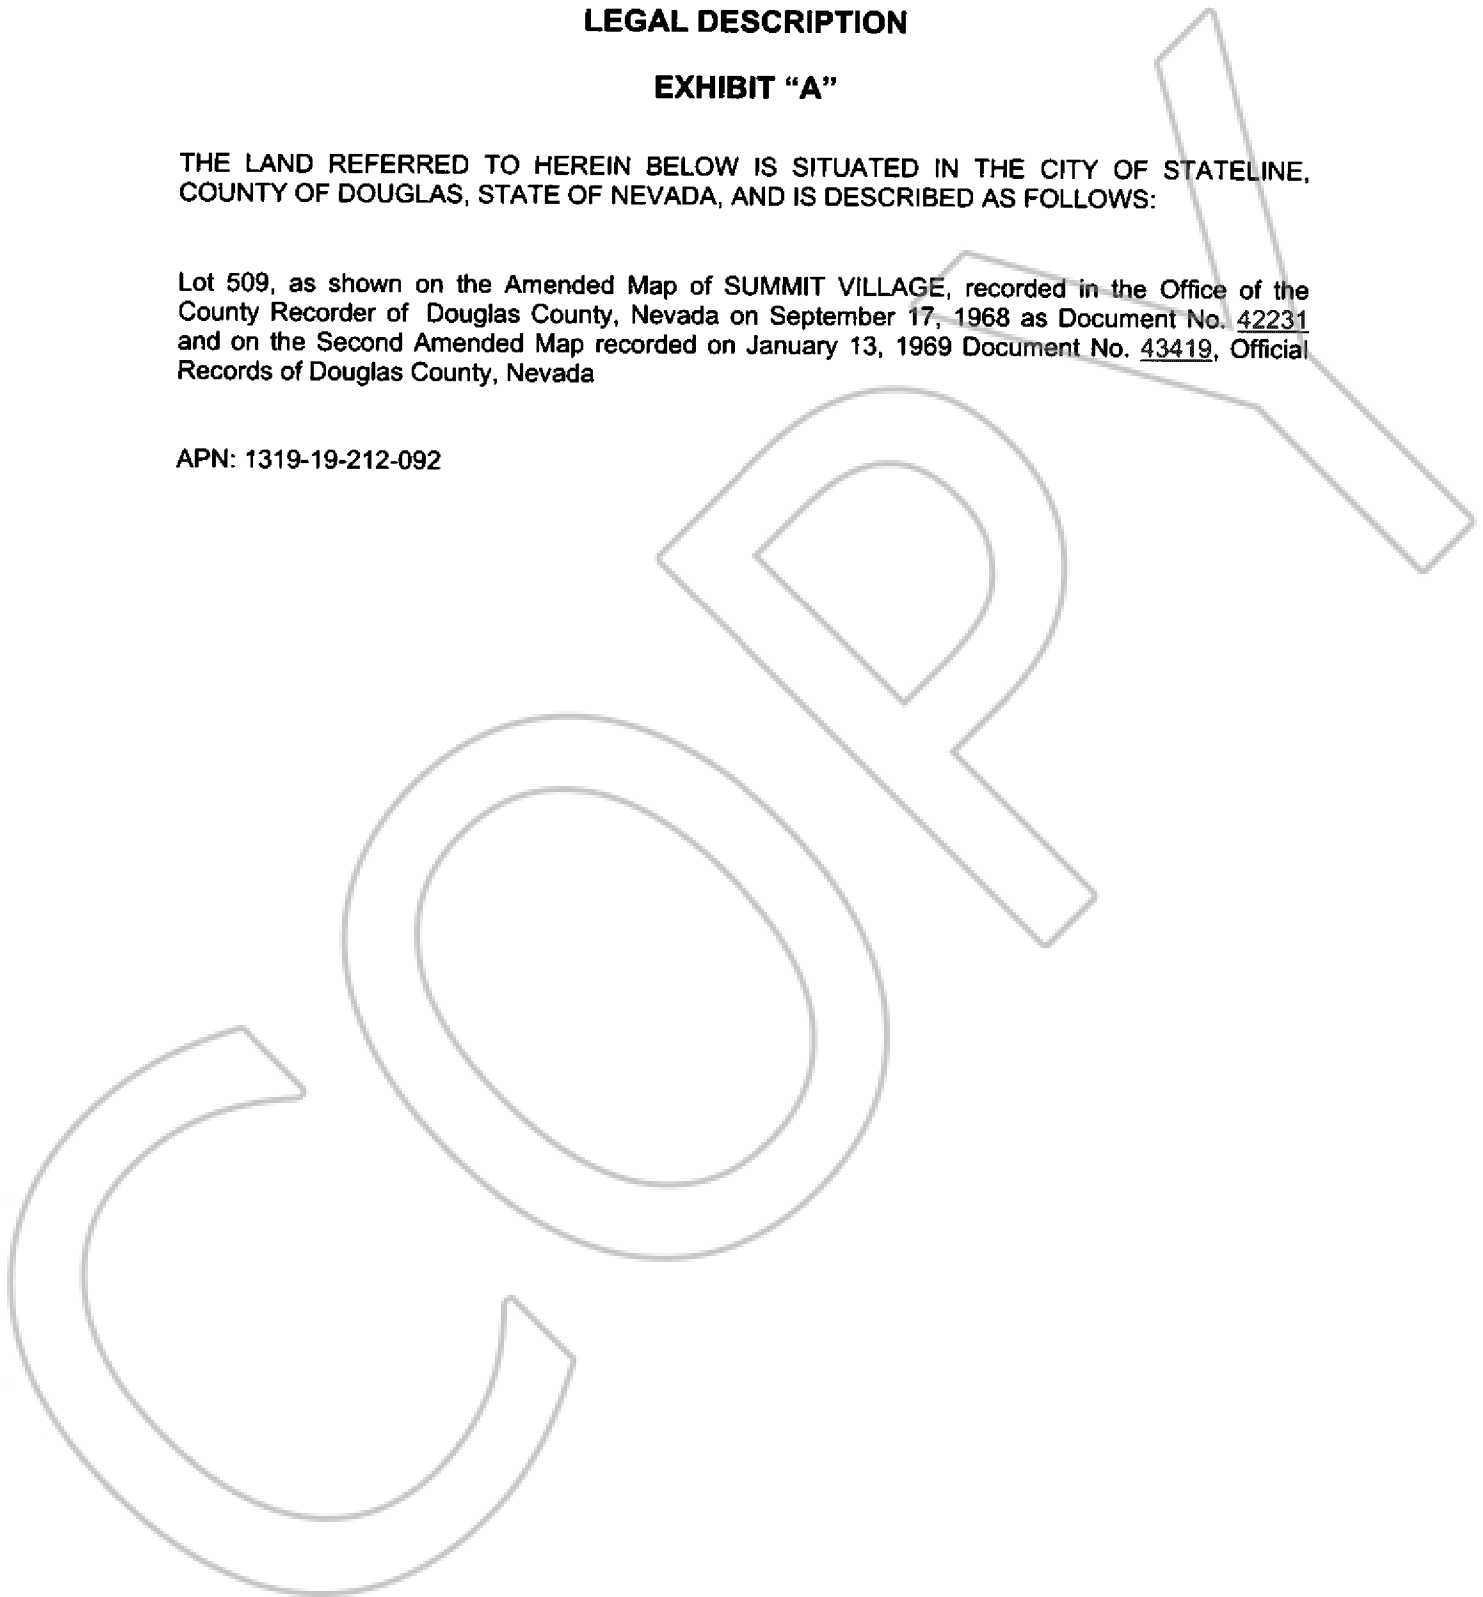 LEGAL DESCRIPTION
EXHIBIT “A”
THE LAND REFERRED TO HEREIN BELOW IS SITUATED IN THE CITY OF STATELINE,
COUNTY OF DOUGLAS, STATE OF NEVADA, AND IS DESCRIBED AS FOLLOWS:
Lot 509, as shown on the Amended Map of SUMMIT VILLAGE, recorded in the Office of the
County Recorder of Douglas County, Nevada on September 17, 1968 as Document No. 42231
and on the Second Amended Map recorded on January 13, 1969 Document No. 43419, Official
Records of Douglas County, Nevada
APN: 1319-19-212-092
COPY